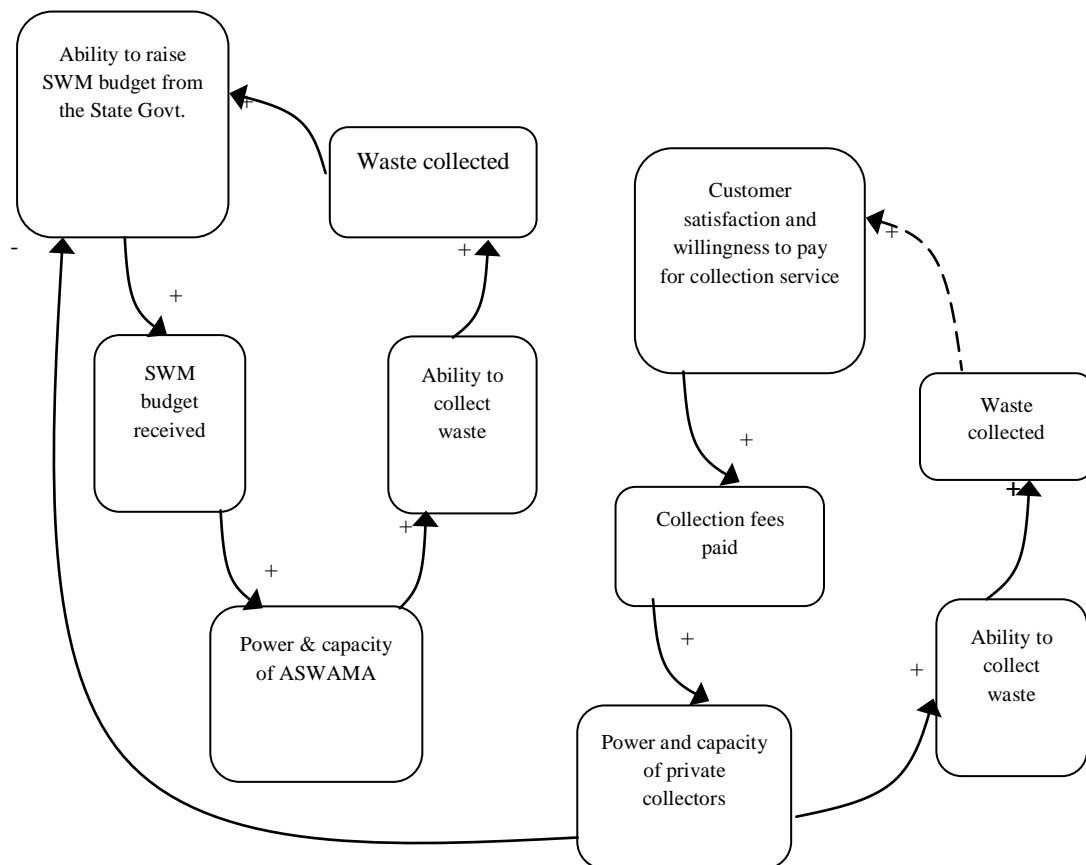 Ability to raise
SWM budget from
the State Govt.
+
Waste collected
Customer
satisfaction and
willingness to pay
for collection service
+
-
+
+
SWM
budget
received
Ability to
collect
waste
Waste
collected
+
+
Collection fees
paid
+
+
Power & capacity
of ASWAMA
+
Ability to
collect
waste
+
Power and capacity
of private
collectors
+